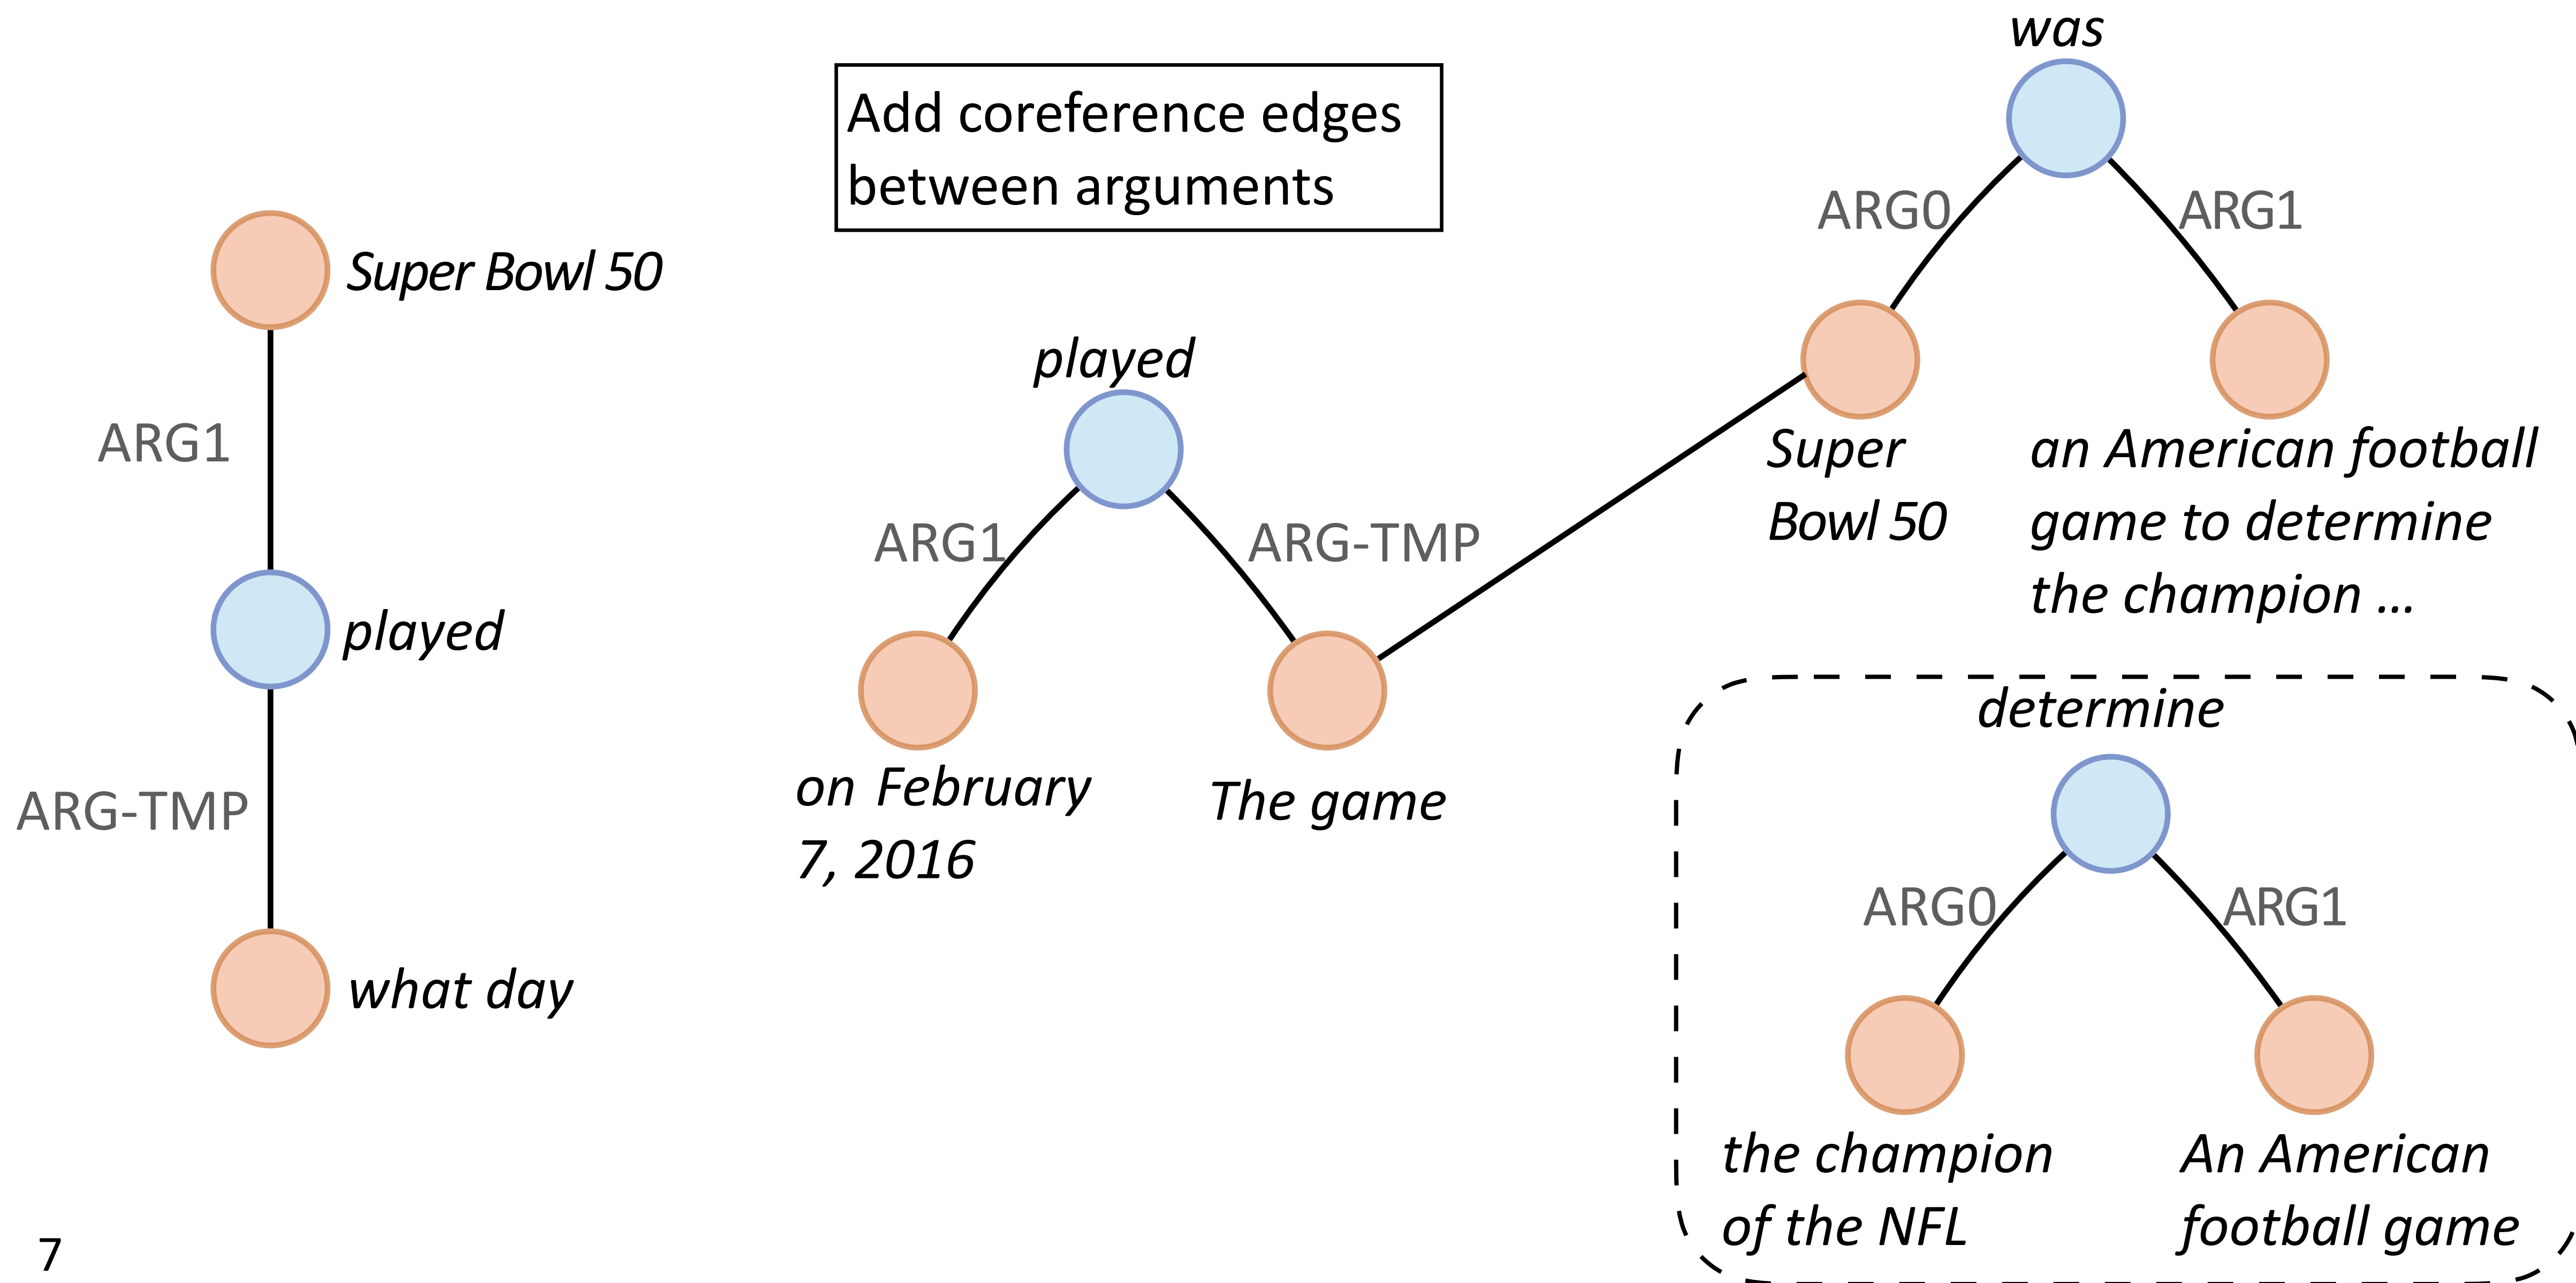 Super Bowl 50
ARG1
played
ARG-TMP
what day
Add coreference edges
between arguments
played
ARG1
ARG-TMP
on February
7, 2016
The game
was
ARG0
ARG1
Super
Bowl 50
an American football
game to determine
the champion ...
determine
ARG0
ARG1
the champion
of the NFL
An American
football game
7